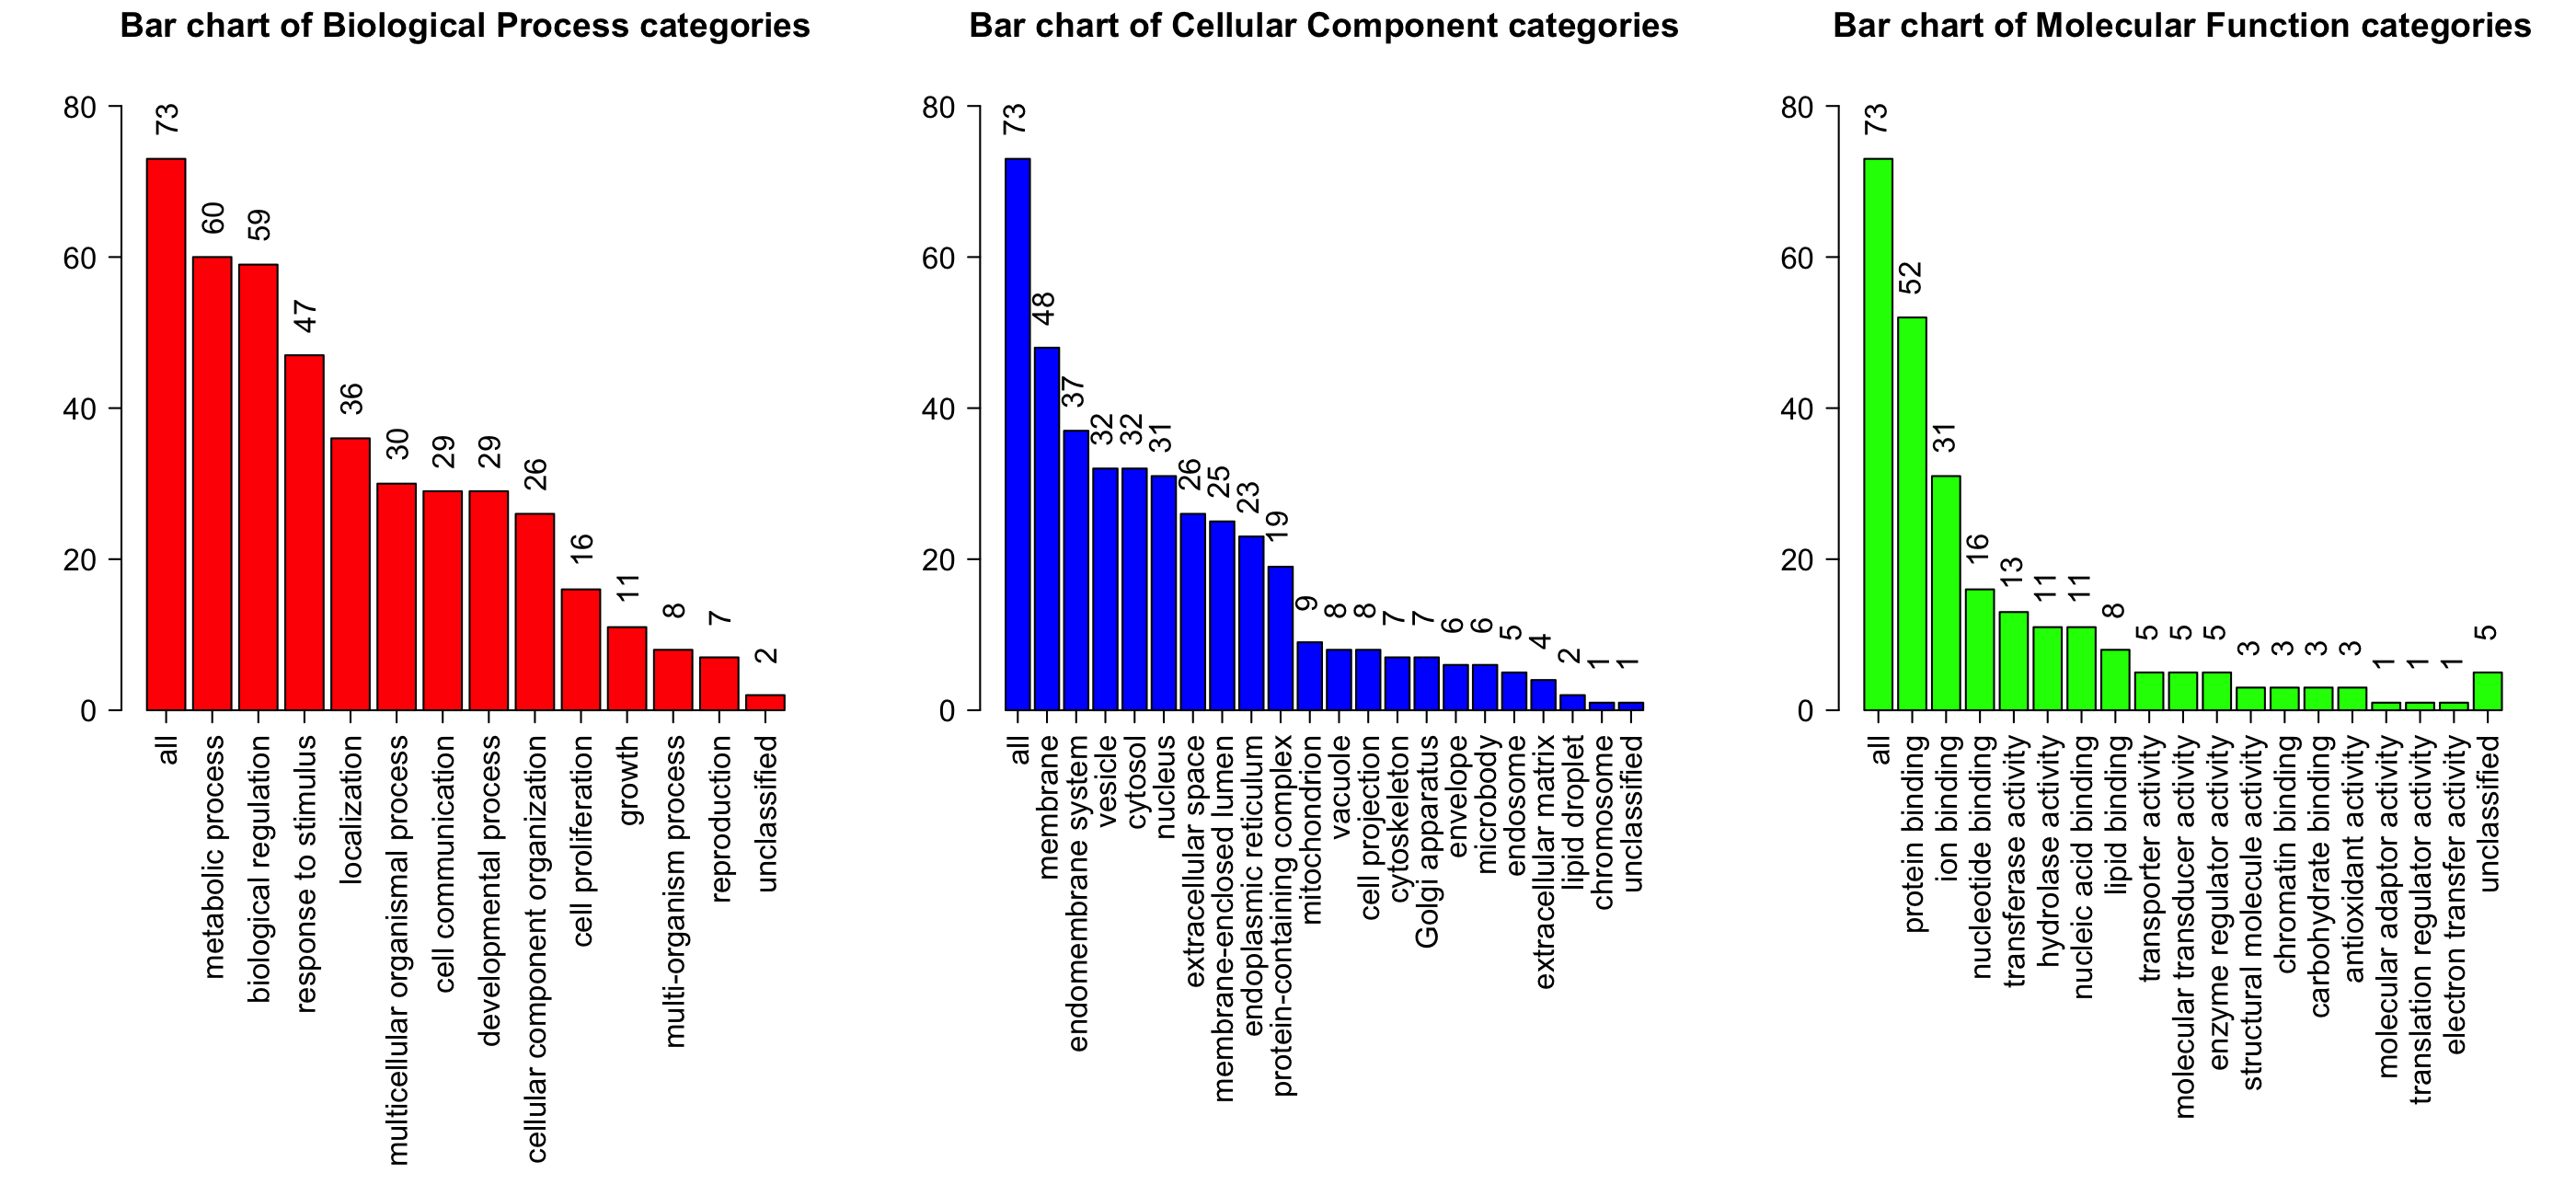 Bar chart of Biological Process categories
80
60
40
20
0
73
60
59
47
36
30
29
29
26
16
11
8
7
2
all
metabolic process
biological regulation
response to stimulus
localization
multicellular organismal process
cell communication
developmental process
cellular component organization
cell proliferation
growth
multi-organism process
reproduction
unclassified
Bar chart of Cellular Component categories
80
60
40
20
0
73
48
37
32
32
31
26
25
23
19
9
8
8
7
7
6
6
5
4
2
1
1
all
membrane
endomembrane system
vesicle
cytosol
nucleus
extracellular space
membrane-enclosed lumen
endoplasmic reticulum
protein-containing complex
mitochondrion
vacuole
cell projection
cytoskeleton
Golgi apparatus
envelope
microbody
endosome
extracellular matrix
lipid droplet
chromosome
unclassified
Bar chart of Molecular Function categories
80
60
40
20
0
73
52
31
16
13
11
11
8
5
5
5
3
3
3
3
1
1
1
5
all
protein binding
ion binding
nucleotide binding
transferase activity
hydrolase activity
nucleic acid binding
lipid binding
transporter activity
molecular transducer activity
enzyme regulator activity
structural molecule activity
chromatin binding
carbohydrate binding
antioxidant activity
molecular adaptor activity
translation regulator activity
electron transfer activity
unclassified